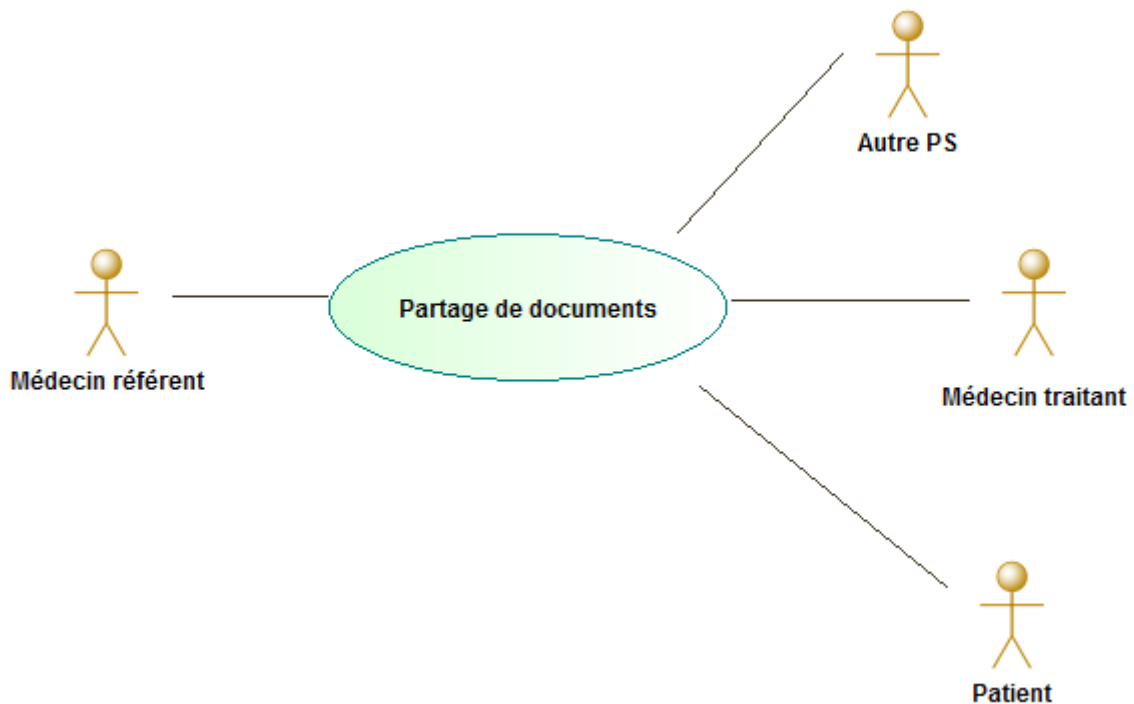 Autre PS
Partage de documents
Médecin référent
Médecin traitant
Patient